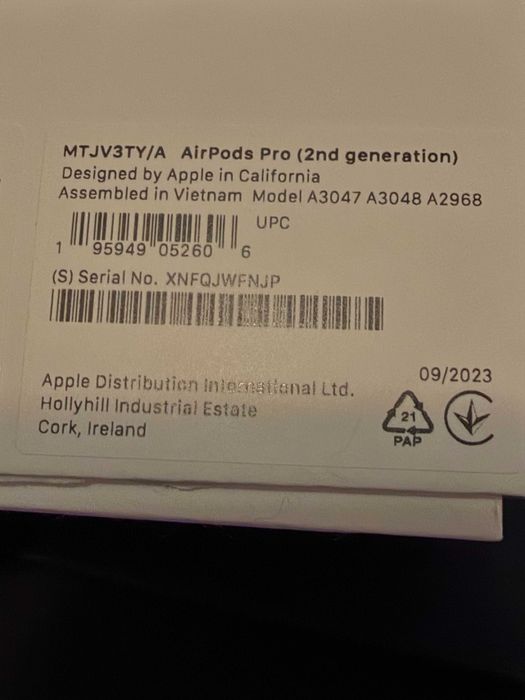 MTJV3TY/A AirPods Pro (2nd generation)
Designed by Apple in California
Assembled in Vietnam Model A3047 A3048 A2968
UPC
1 95949 05260 6
(S) Serial No. XNFQJWFNJP
09/2023
Apple Distribution International Ltd.
Hollyhill Industrial Estate
Cork, Ireland
21
PAP